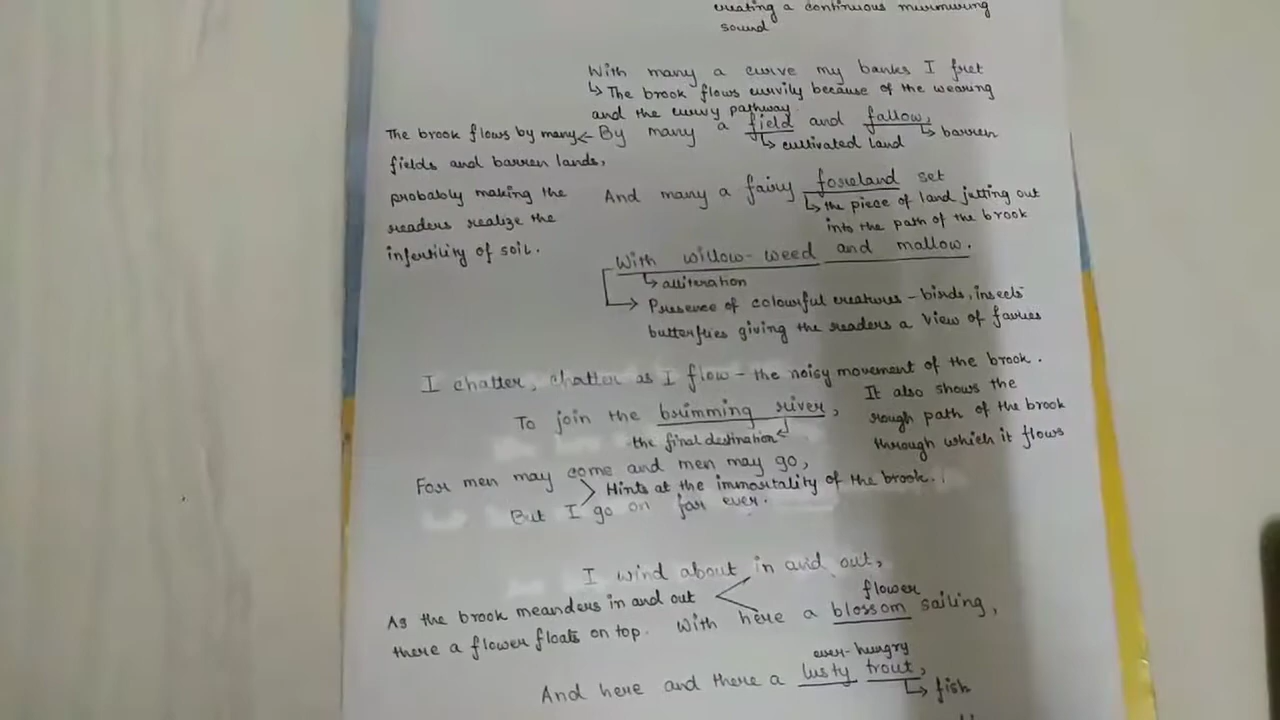 creating a continuous murmuring
sound
With many a curve my banks I fret
↳ The brook flows curvily because of the wearing
and the curvy pathway.
The brook flows by many
fields and barren lands,
probably making the
readers realize the
infertility of soil.
By many a field and fallow,
↳ cultivated land
↳ barren
And many a fairy foreland set
↳ the piece of land jutting out
into the path of the brook
With willow-weed and mallow.
↳ alliteration
→ Presence of colourful creatures - birds, insects
butterflies giving the readers a view of fairies
I chatter, chatter as I flow - the noisy movement of the brook.
It also shows the
rough path of the brook
through which it flows
To join the brimming river,
the final destination
For men may come and men may go,
Hints at the immortality of the brook.
But I go on for ever.
I wind about in and out,
As the brook meanders in and out
there a flower floats on top.
flower
With here a blossom sailing,
ever-hungry
And here and there a lusty trout,
↳ fish